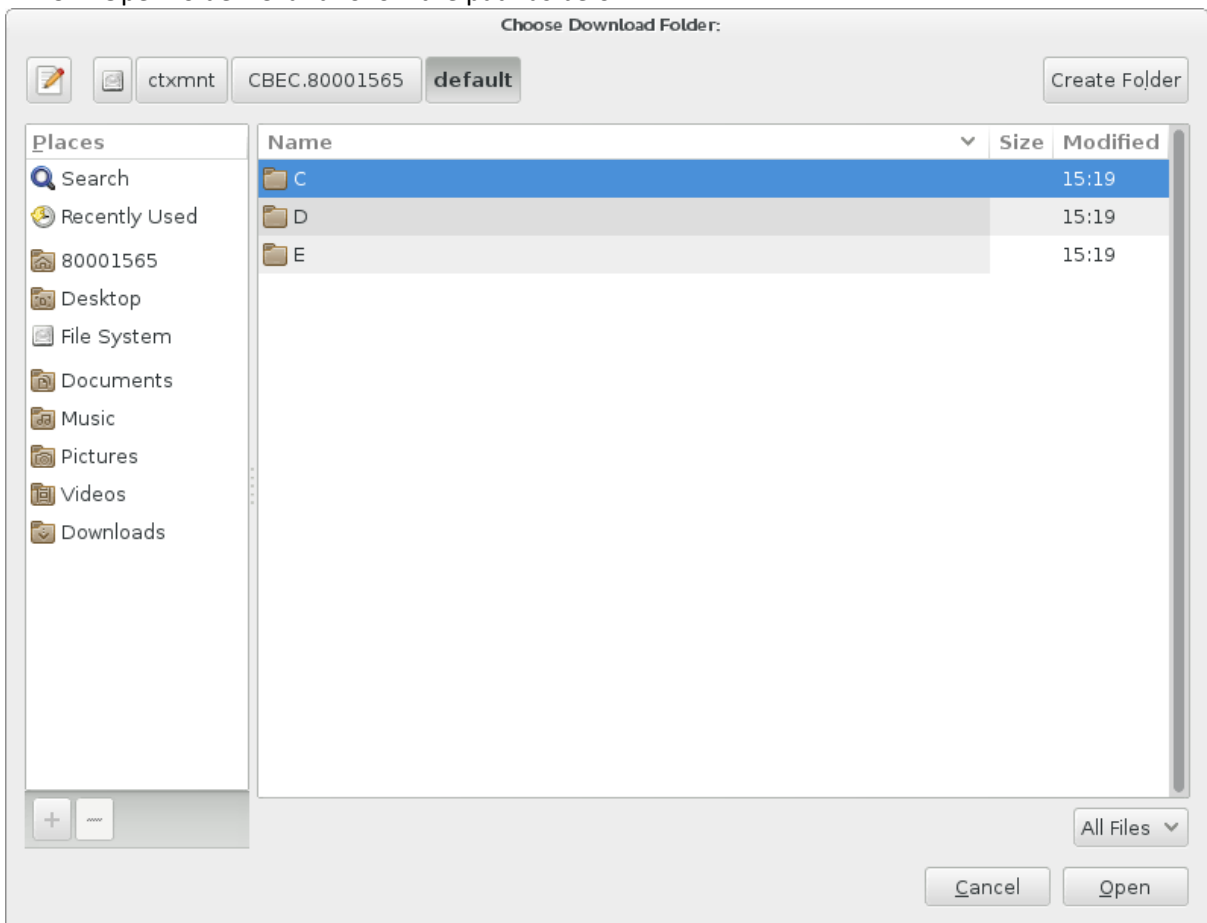 Choose Download Folder:
ctxmnt CBEC.80001565 default Create Folder
Places Name Size Modified
Search C 15:19
Recently Used D 15:19
80001565 E 15:19
Desktop
File System
Documents
Music
Pictures
Videos
Downloads
All Files
Cancel Open